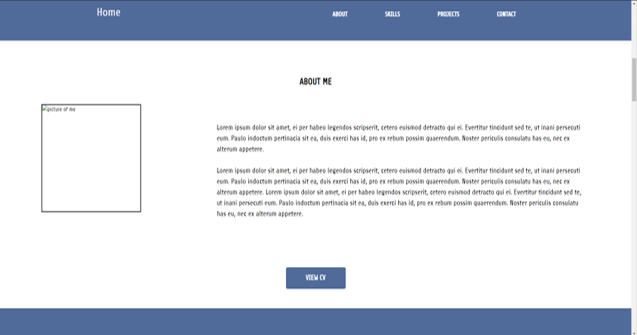 Home
ABOUT
SKILLS
PROJECTS
CONTACT
ABOUT ME
picture of me
Lorem ipsum dolor sit amet, ei per habeo legendos scripserit, cetero euismod detracto qui ei. Evertitur tincidunt sed te, ut inani persecuti
eum. Paulo indoctum pertinacia sit ea, duis exerci has id, pro ex rebum possim quaerendum. Noster periculis consulatu has eu, nec ex
alterum appetere.
Lorem ipsum dolor sit amet, ei per habeo legendos scripserit, cetero euismod detracto qui ei. Evertitur tincidunt sed te, ut inani persecuti
eum. Paulo indoctum pertinacia sit ea, duis exerci has id, pro ex rebum possim quaerendum. Noster periculis consulatu has eu, nec ex
alterum appetere. Lorem ipsum dolor sit amet, ei per habeo legendos scripserit, cetero euismod detracto qui ei. Evertitur tincidunt sed te,
ut inani persecuti eum. Paulo indoctum pertinacia sit ea, duis exerci has id, pro ex rebum possim quaerendum. Noster periculis consulatu
has eu, nec ex alterum appetere.
VIEW CV